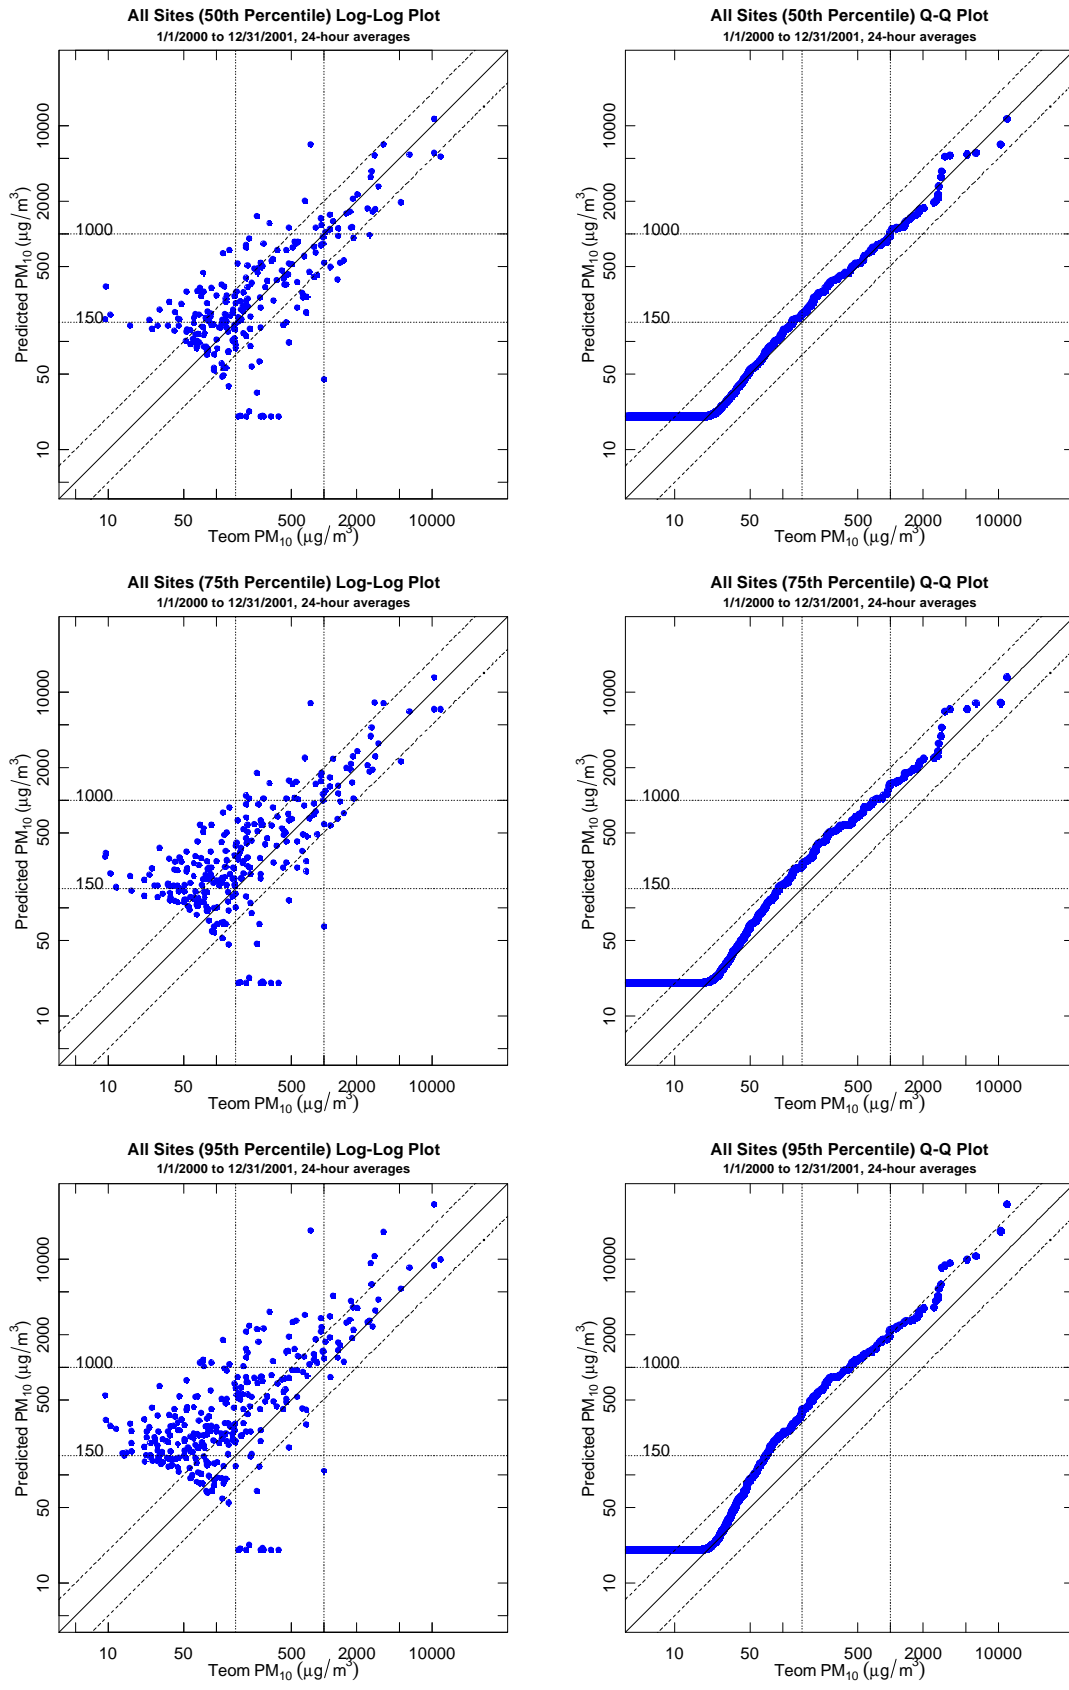 All Sites (50th Percentile) Log-Log Plot
1/1/2000 to 12/31/2001, 24-hour averages
Predicted PM10 (µg/m3)
10 50 500 2000 10000
1000
150
10 50 500 2000 10000
Teom PM10 (µg/m3)
All Sites (50th Percentile) Q-Q Plot
1/1/2000 to 12/31/2001, 24-hour averages
Predicted PM10 (µg/m3)
10 50 500 2000 10000
1000
150
10 50 500 2000 10000
Teom PM10 (µg/m3)
All Sites (75th Percentile) Log-Log Plot
1/1/2000 to 12/31/2001, 24-hour averages
Predicted PM10 (µg/m3)
10 50 500 2000 10000
1000
150
10 50 500 2000 10000
Teom PM10 (µg/m3)
All Sites (75th Percentile) Q-Q Plot
1/1/2000 to 12/31/2001, 24-hour averages
Predicted PM10 (µg/m3)
10 50 500 2000 10000
1000
150
10 50 500 2000 10000
Teom PM10 (µg/m3)
All Sites (95th Percentile) Log-Log Plot
1/1/2000 to 12/31/2001, 24-hour averages
Predicted PM10 (µg/m3)
10 50 500 2000 10000
1000
150
10 50 500 2000 10000
Teom PM10 (µg/m3)
All Sites (95th Percentile) Q-Q Plot
1/1/2000 to 12/31/2001, 24-hour averages
Predicted PM10 (µg/m3)
10 50 500 2000 10000
1000
150
10 50 500 2000 10000
Teom PM10 (µg/m3)